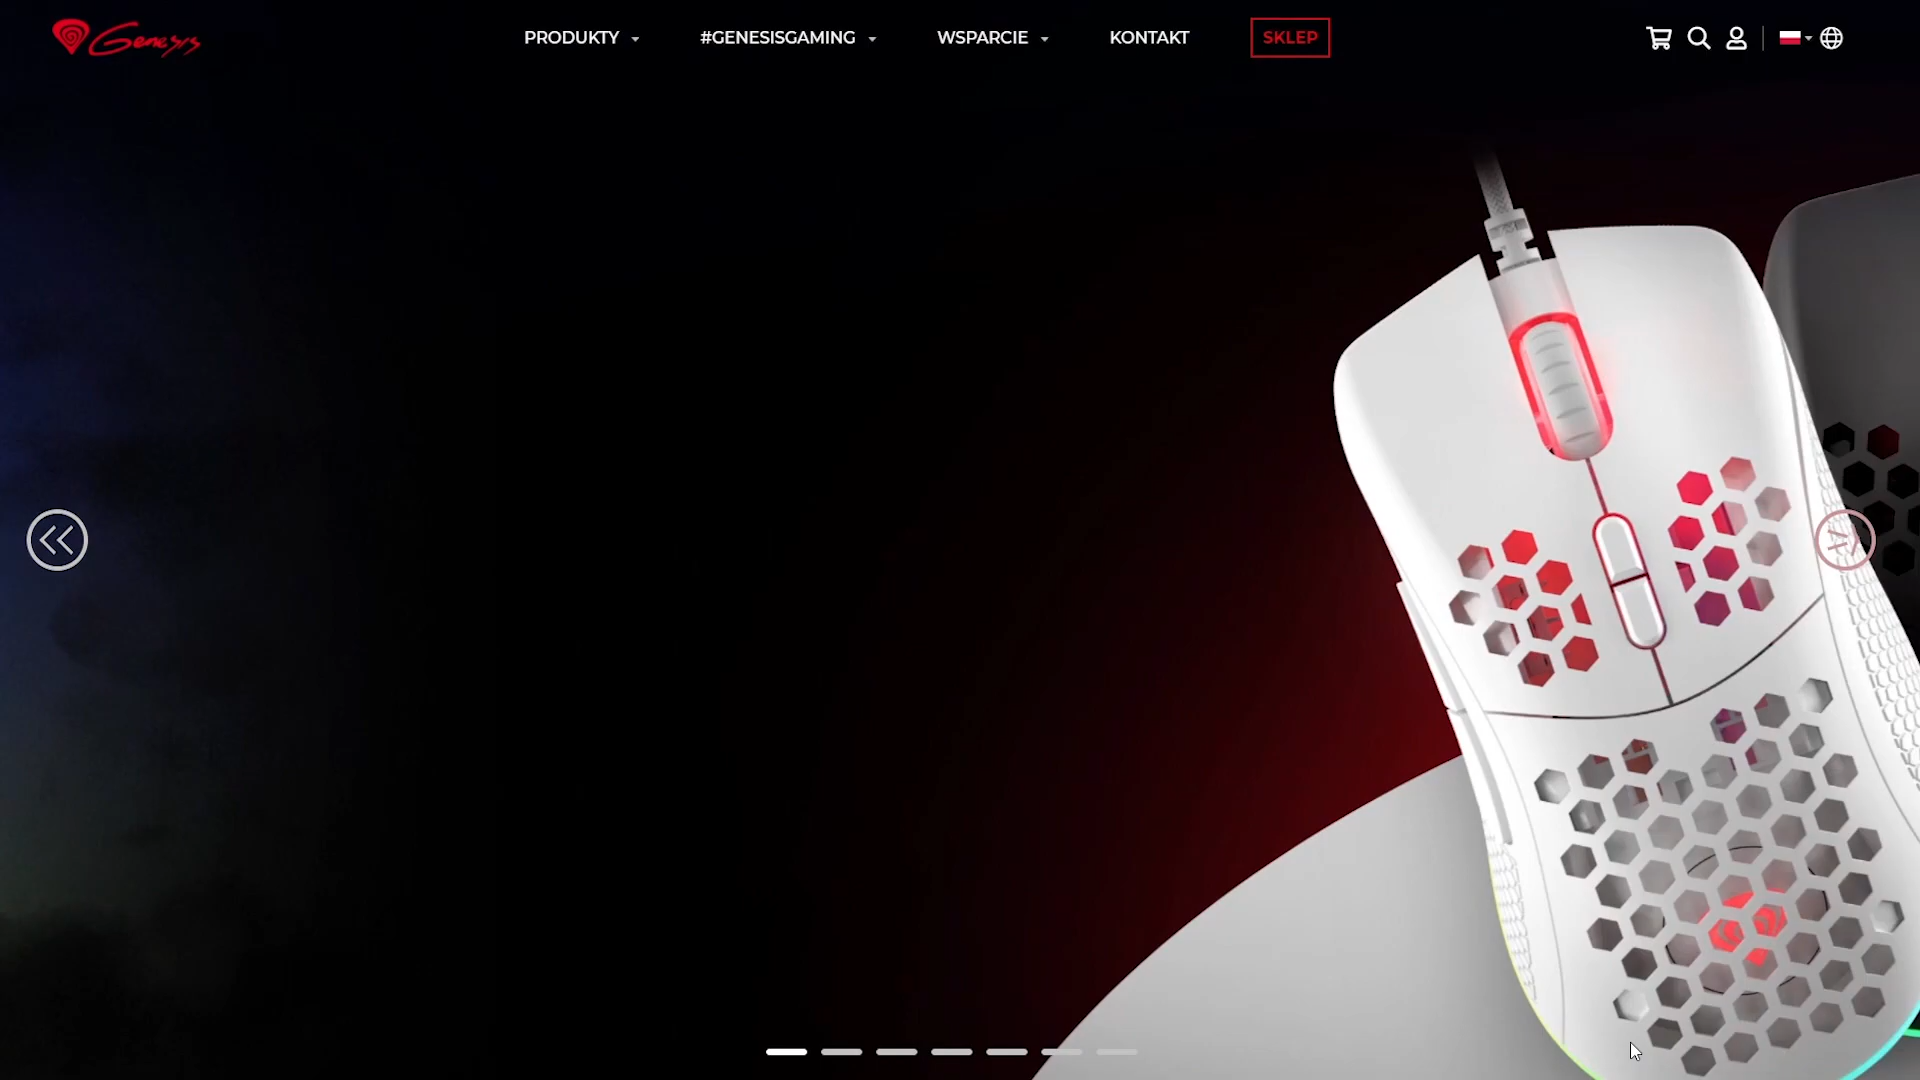 Genesis
PRODUKTY
#GENESISGAMING
WSPARCIE
KONTAKT
SKLEP